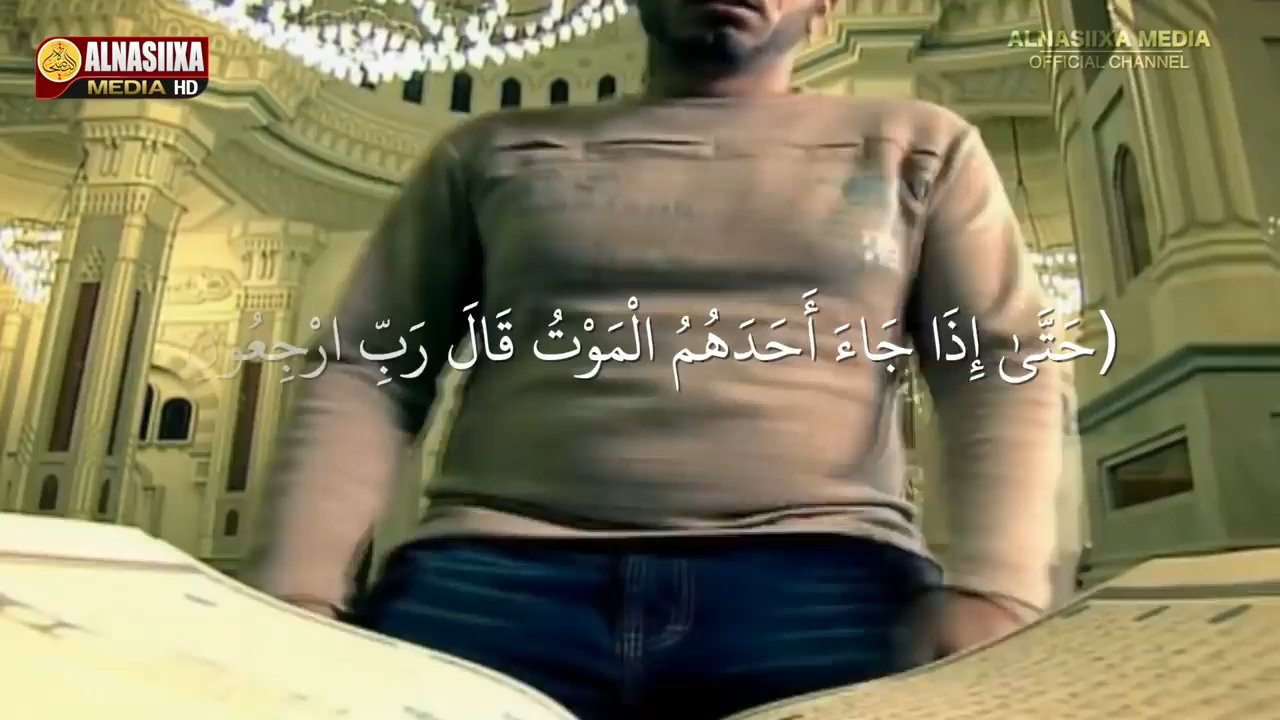 ALNASIIXA
MEDIA HD
ALNASIIXA MEDIA
OFFICIAL CHANNEL
(حَتَّىٰ إِذَا جَاءَ أَحَدَهُمُ الْمَوْتُ قَالَ رَبِّ ارْجِعُونِ